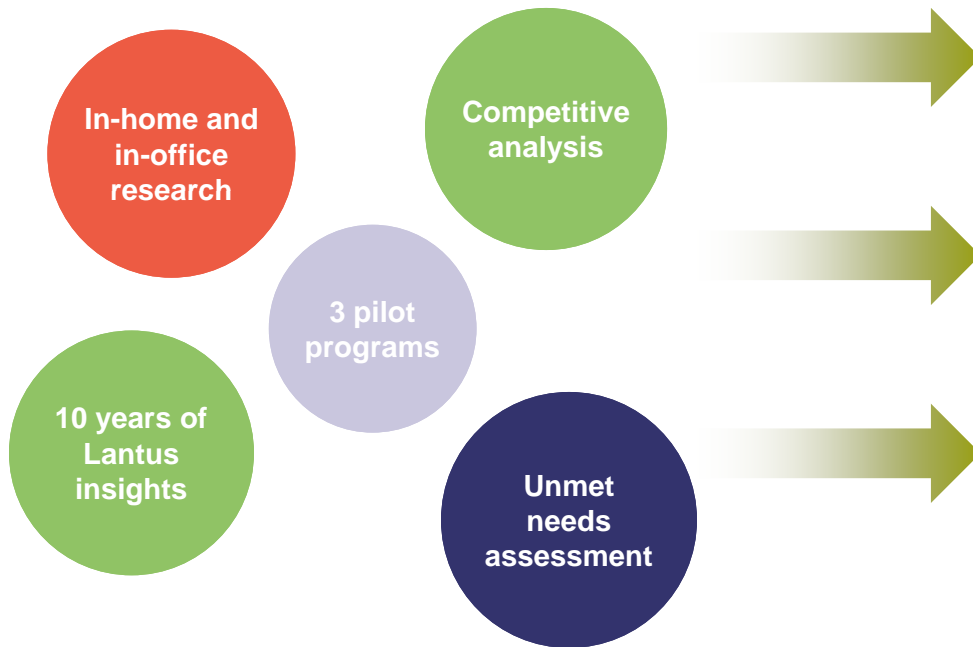 In-home and
in-office
research
Competitive
analysis
3 pilot
programs
10 years of
Lantus
insights
Unmet
needs
assessment